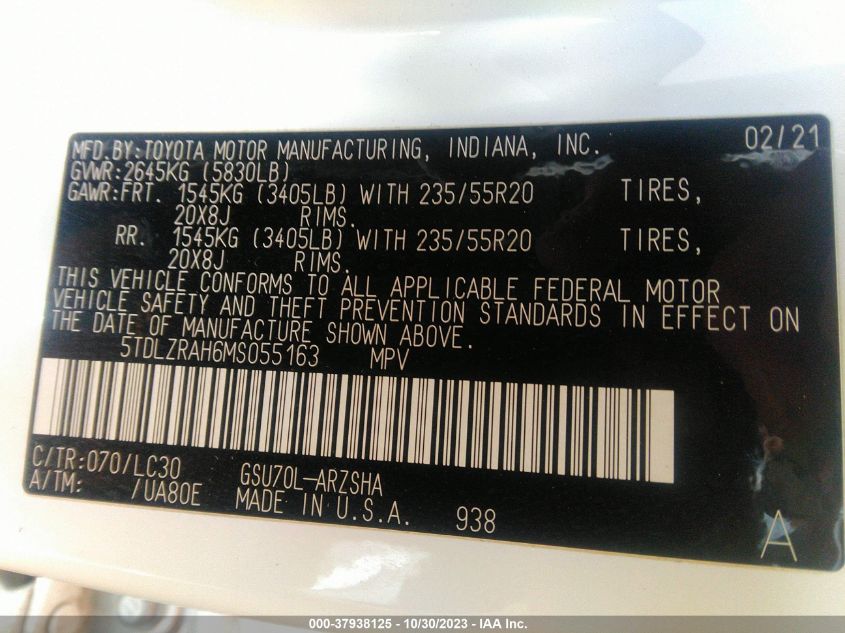 MFD.BY:TOYOTA MOTOR MANUFACTURING, INDIANA, INC. 02/21
GVWR:2645KG (5830LB)
GAWR:FRT. 1545KG (3405LB) WITH 235/55R20 TIRES,
20X8J RIMS.
RR. 1545KG (3405LB) WITH 235/55R20 TIRES,
20X8J RIMS.
THIS VEHICLE CONFORMS TO ALL APPLICABLE FEDERAL MOTOR
VEHICLE SAFETY AND THEFT PREVENTION STANDARDS IN EFFECT ON
THE DATE OF MANUFACTURE SHOWN ABOVE.
5TDLZRAH6MS055163 MPV
C/TR:070/LC30 GSU70L-ARZSHA
A/TM: /UA80E MADE IN U.S.A. 938
A
000-37938125 - 10/30/2023 - IAA Inc.